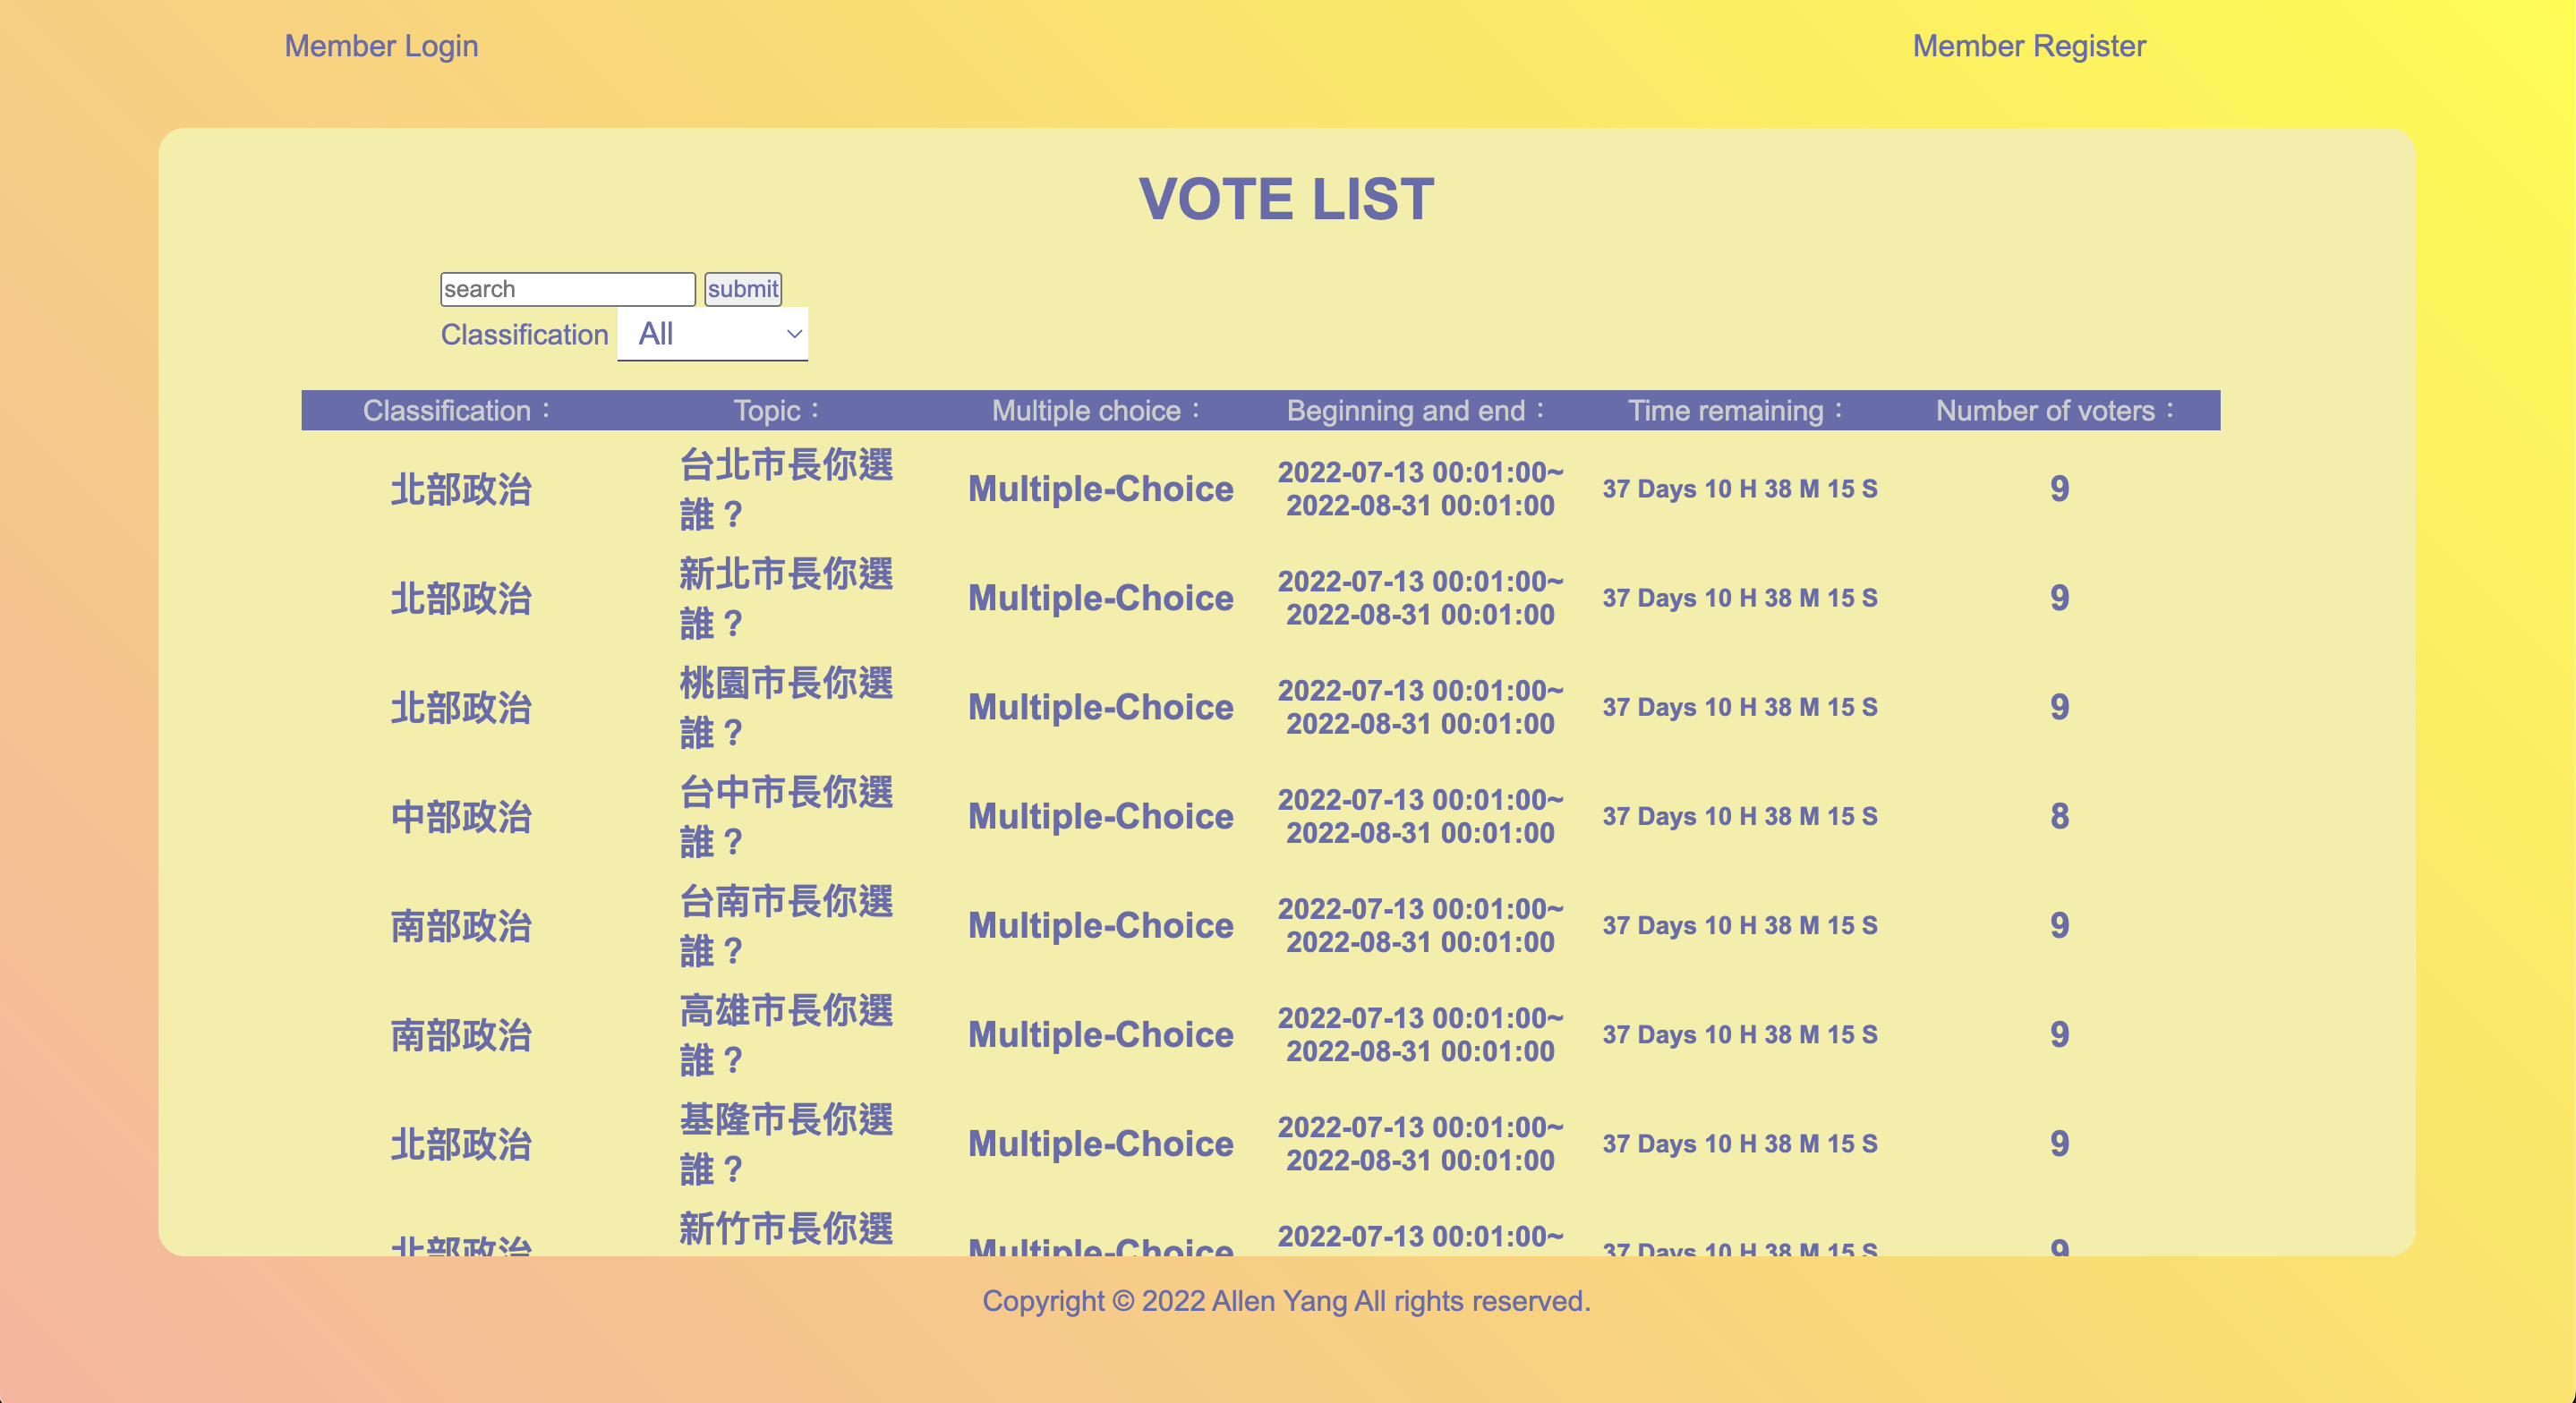 Member Login
Member Register
VOTE LIST
search
submit
Classification
All
Classification：
Topic：
Multiple choice：
Beginning and end：
Time remaining：
Number of voters：
北部政治
台北市長你選
誰？
Multiple-Choice
2022-07-13 00:01:00~
2022-08-31 00:01:00
37 Days 10 H 38 M 15 S
9
北部政治
新北市長你選
誰？
Multiple-Choice
2022-07-13 00:01:00~
2022-08-31 00:01:00
37 Days 10 H 38 M 15 S
9
北部政治
桃園市長你選
誰？
Multiple-Choice
2022-07-13 00:01:00~
2022-08-31 00:01:00
37 Days 10 H 38 M 15 S
9
中部政治
台中市長你選
誰？
Multiple-Choice
2022-07-13 00:01:00~
2022-08-31 00:01:00
37 Days 10 H 38 M 15 S
8
南部政治
台南市長你選
誰？
Multiple-Choice
2022-07-13 00:01:00~
2022-08-31 00:01:00
37 Days 10 H 38 M 15 S
9
南部政治
高雄市長你選
誰？
Multiple-Choice
2022-07-13 00:01:00~
2022-08-31 00:01:00
37 Days 10 H 38 M 15 S
9
北部政治
基隆市長你選
誰？
Multiple-Choice
2022-07-13 00:01:00~
2022-08-31 00:01:00
37 Days 10 H 38 M 15 S
9
北部政治
新竹市長你選
Multiple-Choice
2022-07-13 00:01:00~
37 Days 10 H 38 M 15 S
9
Copyright © 2022 Allen Yang All rights reserved.